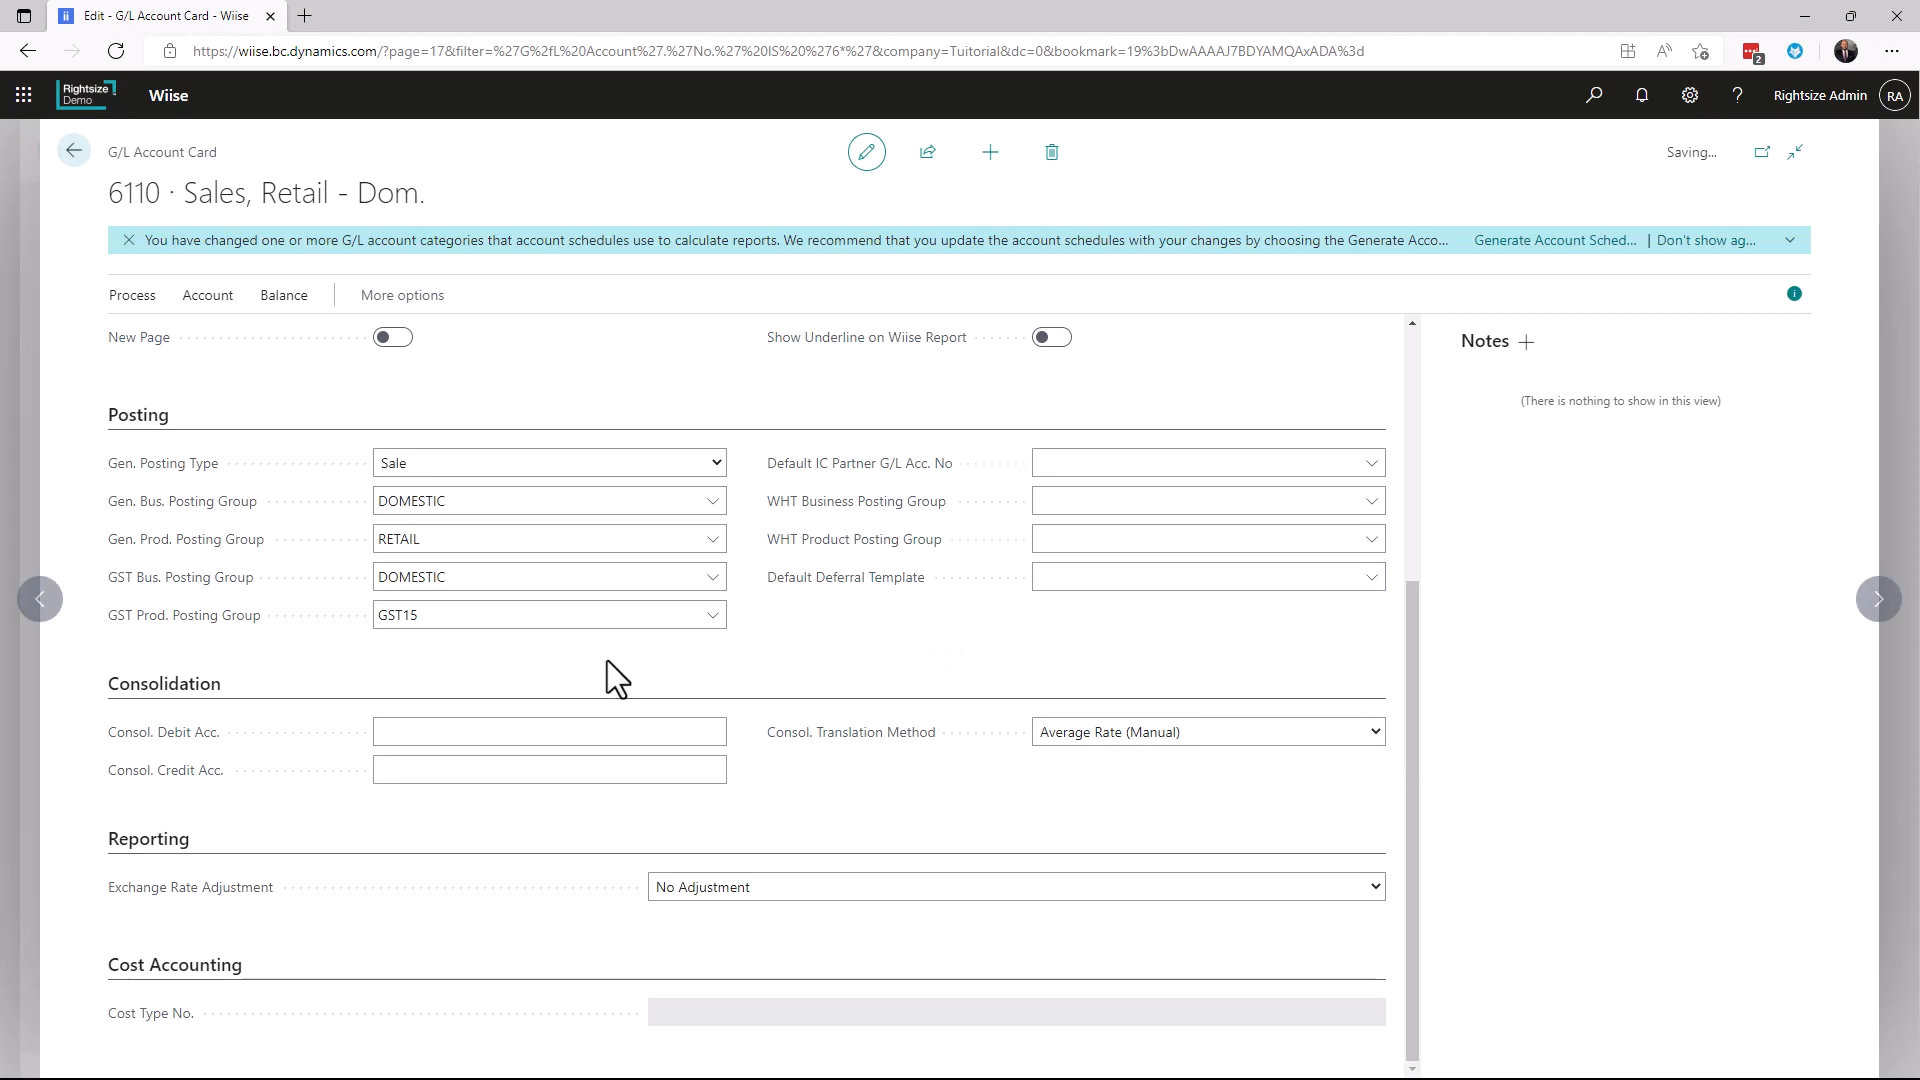 Edit - G/L Account Card - Wiise
https://wiise.bc.dynamics.com/?page=17&filter=%27G%2fL%20Account%27.%27No.%27%20IS%20%276*%27&company=Tuitorial&dc=0&bookmark=19%3bDwAAAAJ7BDYAMQAxADA%3d
2
Rightsize
Demo
Wiise
?
Rightsize Admin
RA
G/L Account Card
Saving...
6110 · Sales, Retail - Dom.
You have changed one or more G/L account categories that account schedules use to calculate reports. We recommend that you update the account schedules with your changes by choosing the Generate Acco...
Generate Account Sched... | Don't show ag...
Process Account Balance More options
New Page
Show Underline on Wiise Report
Notes
(There is nothing to show in this view)
Posting
Gen. Posting Type Sale
Default IC Partner G/L Acc. No
Gen. Bus. Posting Group DOMESTIC
WHT Business Posting Group
Gen. Prod. Posting Group RETAIL
WHT Product Posting Group
GST Bus. Posting Group DOMESTIC
Default Deferral Template
GST Prod. Posting Group GST15
Consolidation
Consol. Debit Acc.
Consol. Translation Method Average Rate (Manual)
Consol. Credit Acc.
Reporting
Exchange Rate Adjustment No Adjustment
Cost Accounting
Cost Type No.